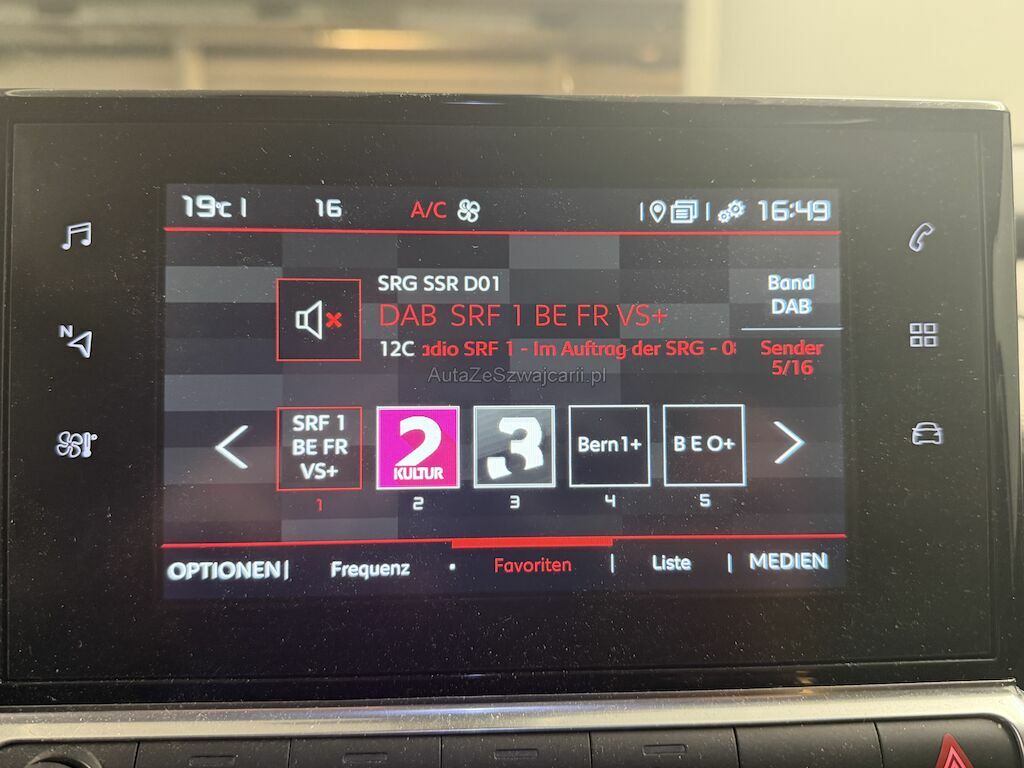 19°C |
16
A/C
16:49
SRG SSR D01
DAB SRF 1 BE FR VS+
12C adio SRF 1 - Im Auftrag der SRG - 08
Band
DAB
Sender
5/16
AutaZeSzwajcarii.pl
N
SRF 1
BE FR
VS+
2
KULTUR
3
Bern1+
B E O+
1
2
3
4
5
OPTIONEN | Frequenz • Favoriten | Liste | MEDIEN